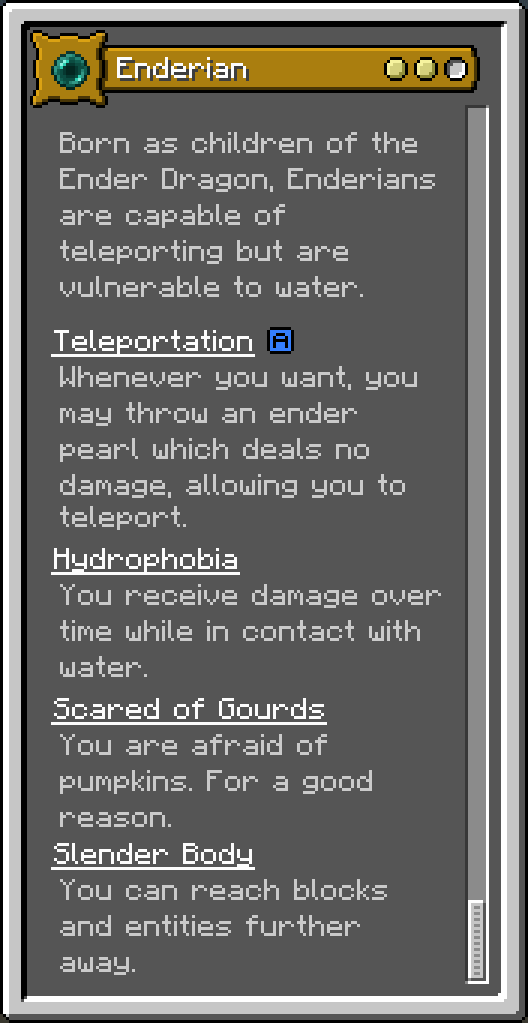 Enderian
Born as children of the
Ender Dragon, Enderians
are capable of
teleporting but are
vulnerable to water.
Teleportation A
Whenever you want, you
may throw an ender
pearl which deals no
damage, allowing you to
teleport.
Hydrophobia
You receive damage over
time while in contact with
water.
Scared of Gourds
You are afraid of
pumpkins. For a good
reason.
Slender Body
You can reach blocks
and entities further
away.